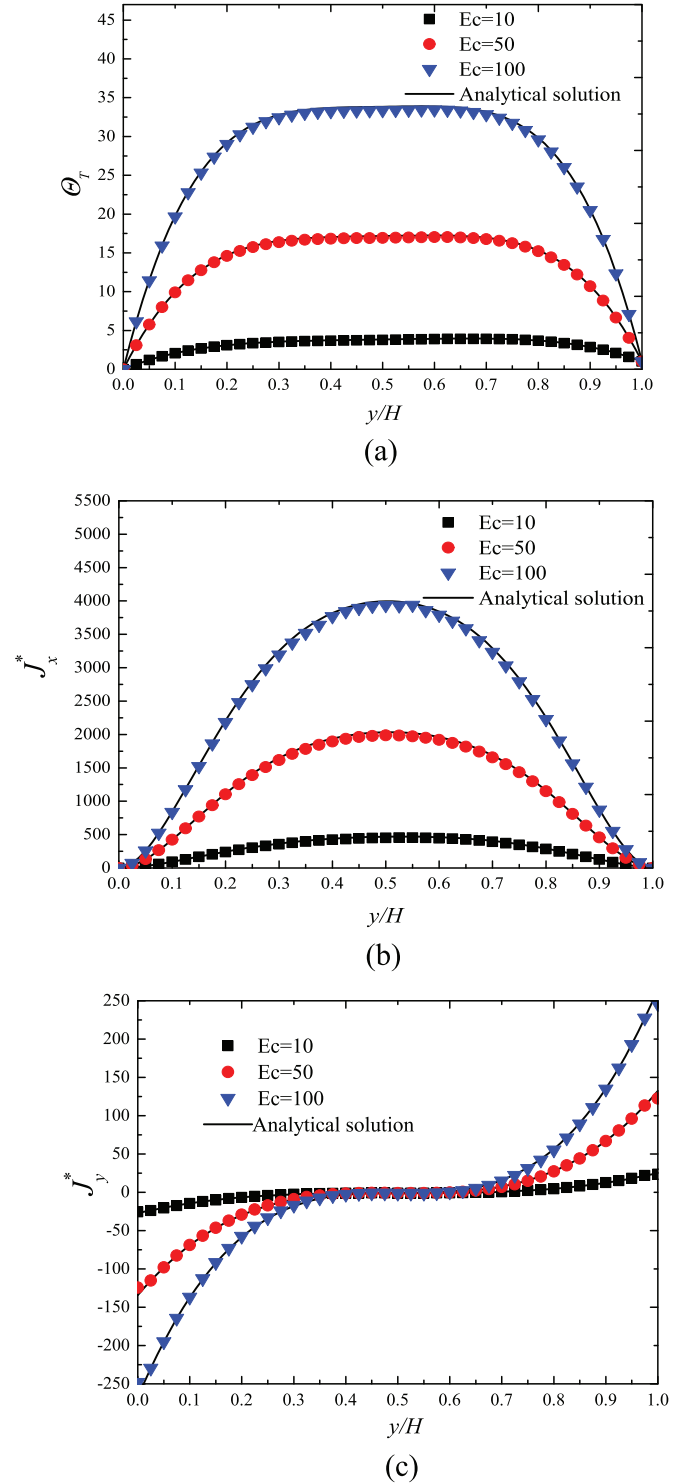 Ec=10
Ec=50
Ec=100
Analytical solution
45
40
35
30
25
20
15
10
5
0
Θ_T
0.0 0.1 0.2 0.3 0.4 0.5 0.6 0.7 0.8 0.9 1.0
y/H
(a)
Ec=10
Ec=50
Ec=100
Analytical solution
5500
5000
4500
4000
3500
3000
2500
2000
1500
1000
500
0
J*_x
0.0 0.1 0.2 0.3 0.4 0.5 0.6 0.7 0.8 0.9 1.0
y/H
(b)
Ec=10
Ec=50
Ec=100
Analytical solution
250
200
150
100
50
0
-50
-100
-150
-200
-250
J*_y
0.0 0.1 0.2 0.3 0.4 0.5 0.6 0.7 0.8 0.9 1.0
y/H
(c)